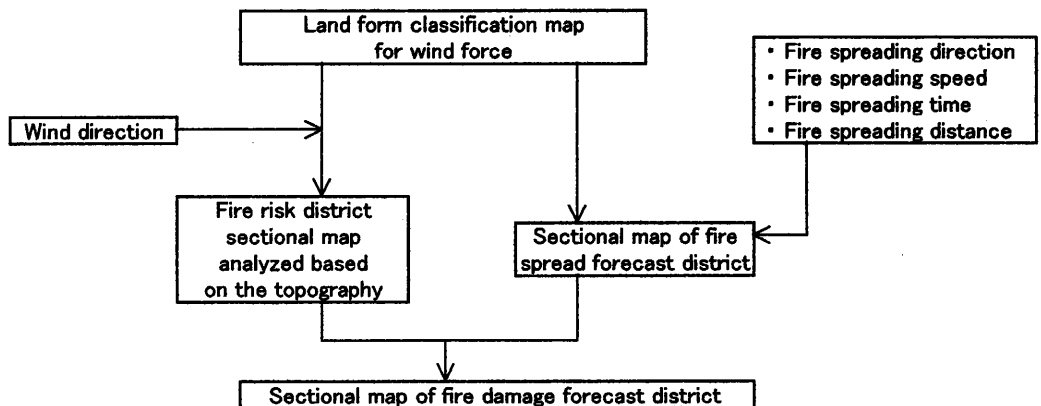 Land form classification map
for wind force
・ Fire spreading direction
・ Fire spreading speed
・ Fire spreading time
・ Fire spreading distance
Wind direction
Fire risk district
sectional map
analyzed based
on the topography
Sectional map of fire
spread forecast district
Sectional map of fire damage forecast district